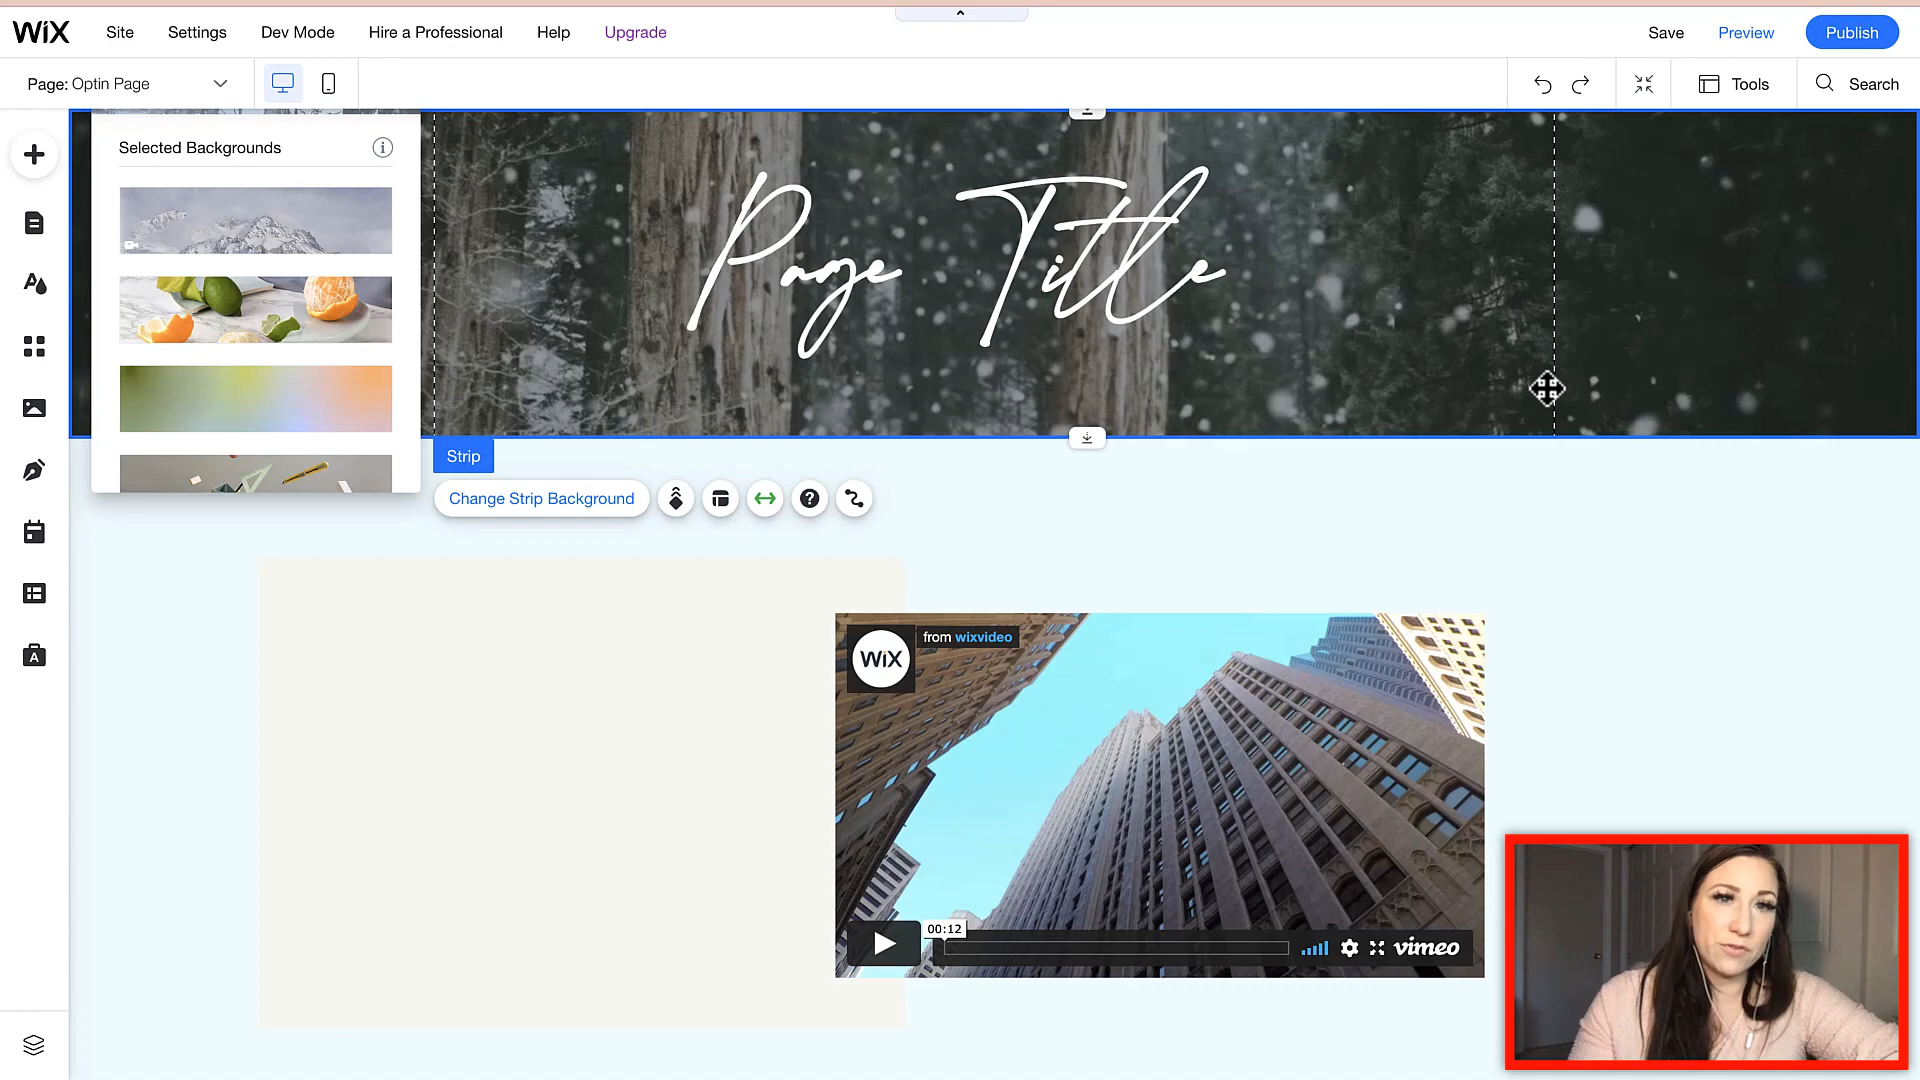 WiX
Site
Settings
Dev Mode
Hire a Professional
Help
Upgrade
Save
Preview
Publish
Page: Optin Page
Tools
Search
Selected Backgrounds
Page Title
Strip
Change Strip Background
WiX
from wixvideo
00:12
vimeo